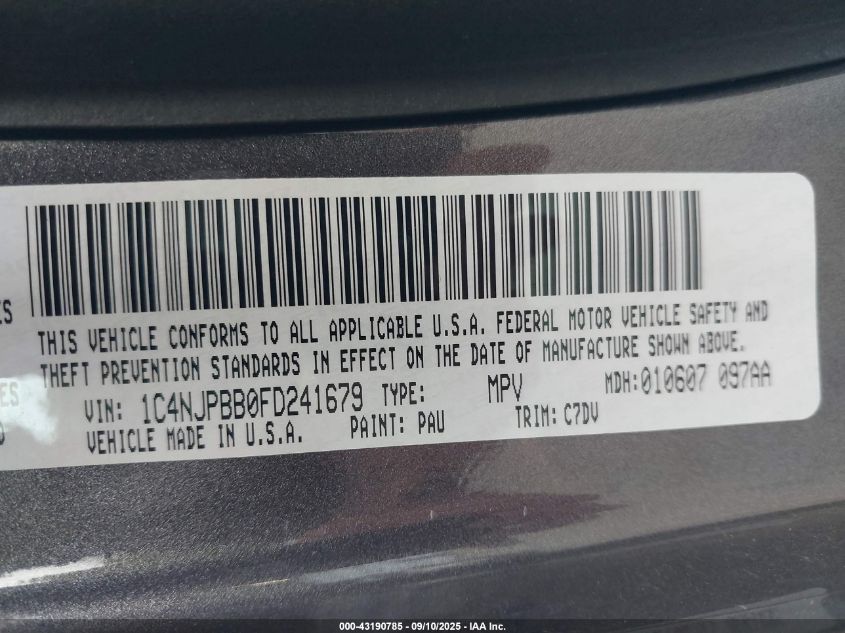 ES
THIS VEHICLE CONFORMS TO ALL APPLICABLE U.S.A. FEDERAL MOTOR VEHICLE SAFETY AND
THEFT PREVENTION STANDARDS IN EFFECT ON THE DATE OF MANUFACTURE SHOWN ABOVE.
ES VIN: 1C4NJPBB0FD241679 TYPE: MPV MDH:010607 097AA
VEHICLE MADE IN U.S.A. PAINT: PAU TRIM: C7DV
000-43190785 - 09/10/2025 - IAA Inc.